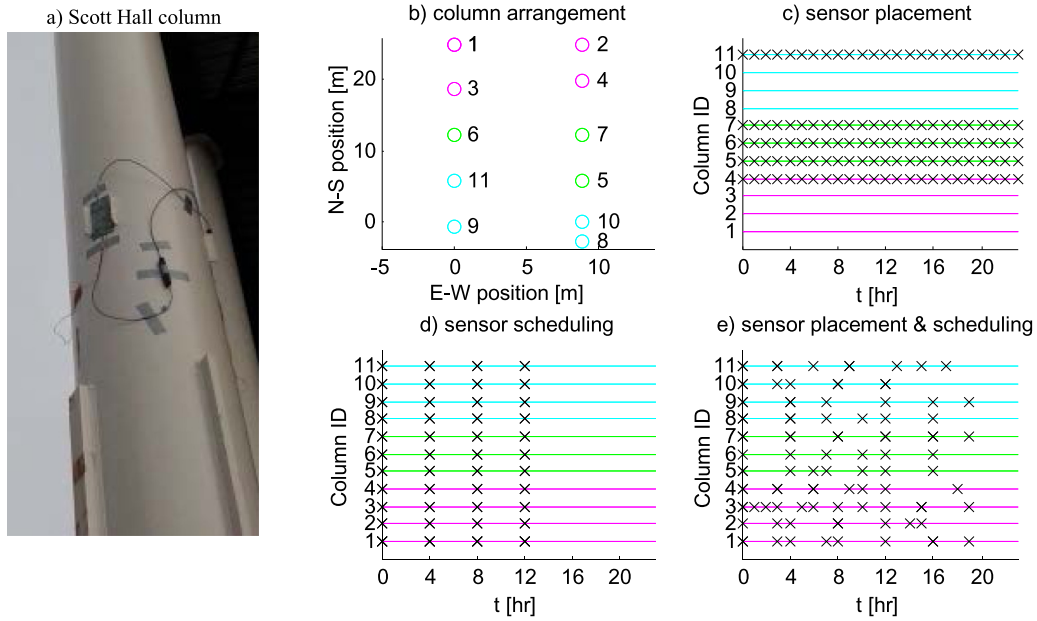 a) Scott Hall column
b) column arrangement
N-S position [m]
20
10
0
-5 0 5 10
E-W position [m]
1 2
3 4
6 7
11 5
9 10
8
c) sensor placement
Column ID
11
10
9
8
7
6
5
4
3
2
1
0 4 8 12 16 20
t [hr]
d) sensor scheduling
Column ID
11
10
9
8
7
6
5
4
3
2
1
0 4 8 12 16 20
t [hr]
e) sensor placement & scheduling
Column ID
11
10
9
8
7
6
5
4
3
2
1
0 4 8 12 16 20
t [hr]